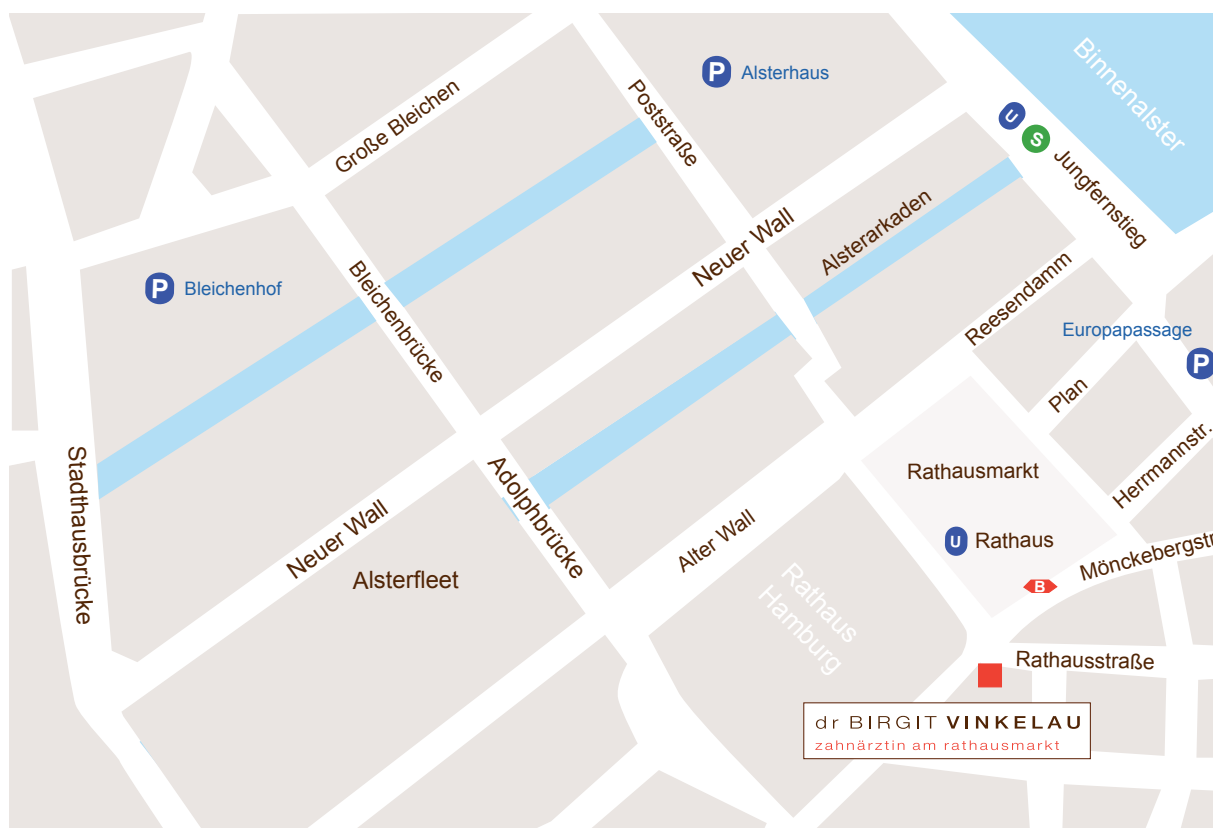 Binnenalster
P Alsterhaus
Große Bleichen
Poststraße
U
S
Jungfernstieg
Alsterarkaden
Neuer Wall
Reesendamm
P Bleichenhof
Bleichenbrücke
Europapassage
P
Plan
Herrmannstr.
Stadthausbrücke
Adolphbrücke
Rathausmarkt
Neuer Wall
Alter Wall
U Rathaus
Mönckebergstr
B
Alsterfleet
Rathaus
Hamburg
Rathausstraße
dr BIRGIT VINKELAU
zahnärztin am rathausmarkt